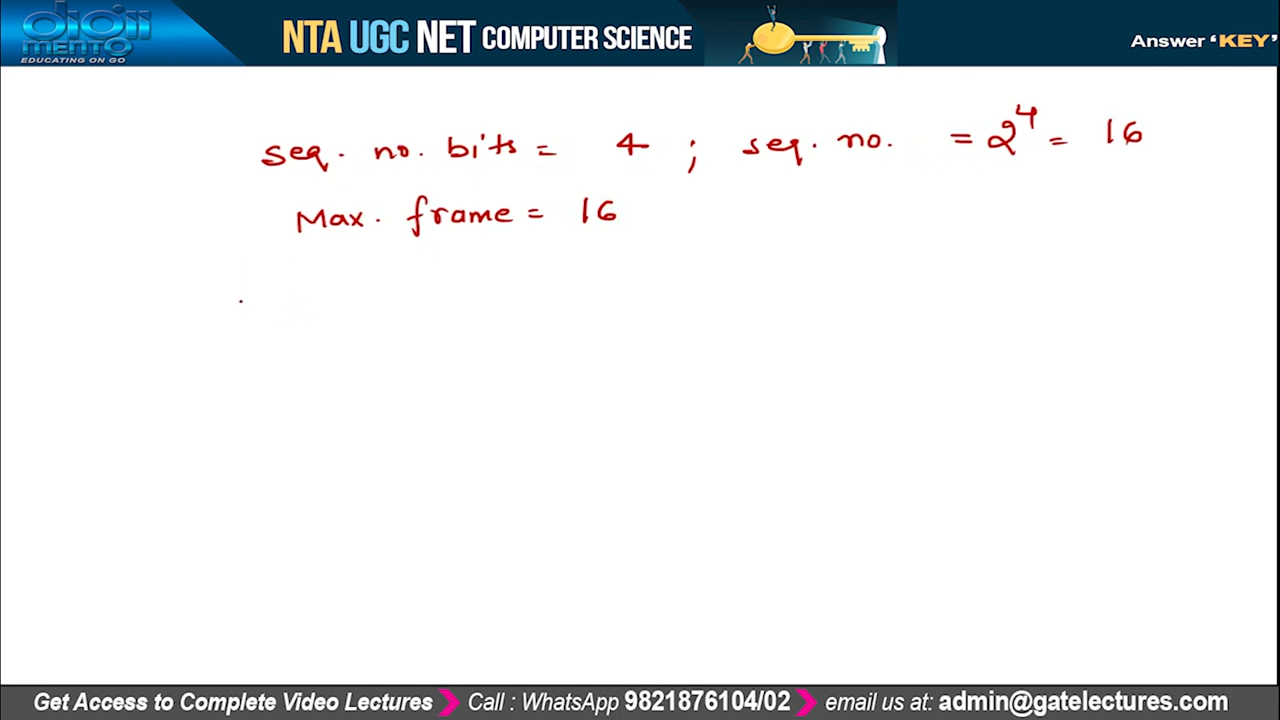 digii
MENTO
EDUCATING ON GO
NTA UGC NET COMPUTER SCIENCE
Answer ‘KEY’
seq. no. bits = 4 ; seq. no. = 2^4 = 16
Max. frame = 16
Get Access to Complete Video Lectures Call : WhatsApp 9821876104/02 email us at: admin@gatelectures.com